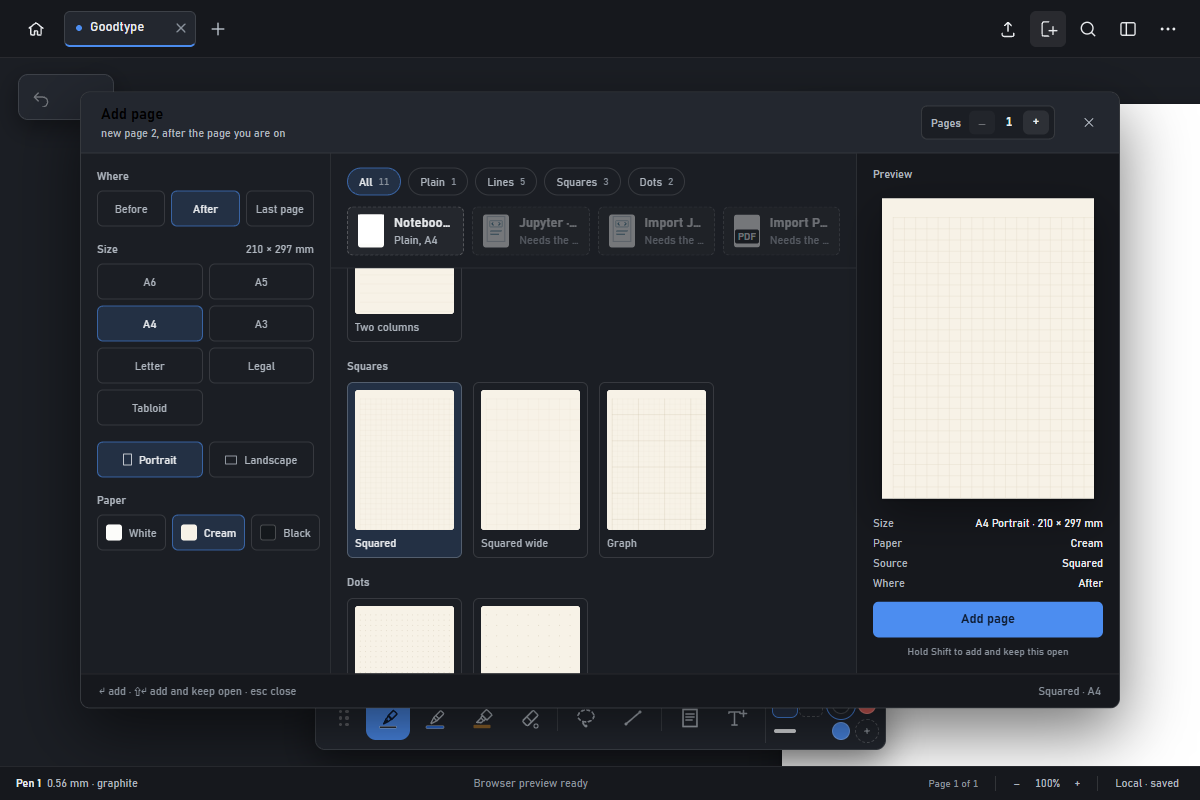 Goodtype
Add page
new page 2, after the page you are on
Pages – 1 +
Where
Before After Last page
Size 210 × 297 mm
A6 A5
A4 A3
Letter Legal
Tabloid
Portrait Landscape
Paper
White Cream Black
All 11 Plain 1 Lines 5 Squares 3 Dots 2
Noteboo…
Plain, A4
Jupyter -…
Needs the …
Import J…
Needs the …
PDF
Import P…
Needs the …
Two columns
Squares
Squared Squared wide Graph
Dots
Preview
Size A4 Portrait · 210 × 297 mm
Paper Cream
Source Squared
Where After
Add page
Hold Shift to add and keep this open
↵ add · ⇧↵ add and keep open · esc close
Squared · A4
T+
Pen 1 0.56 mm · graphite
Browser preview ready
Page 1 of 1 – 100% + Local · saved